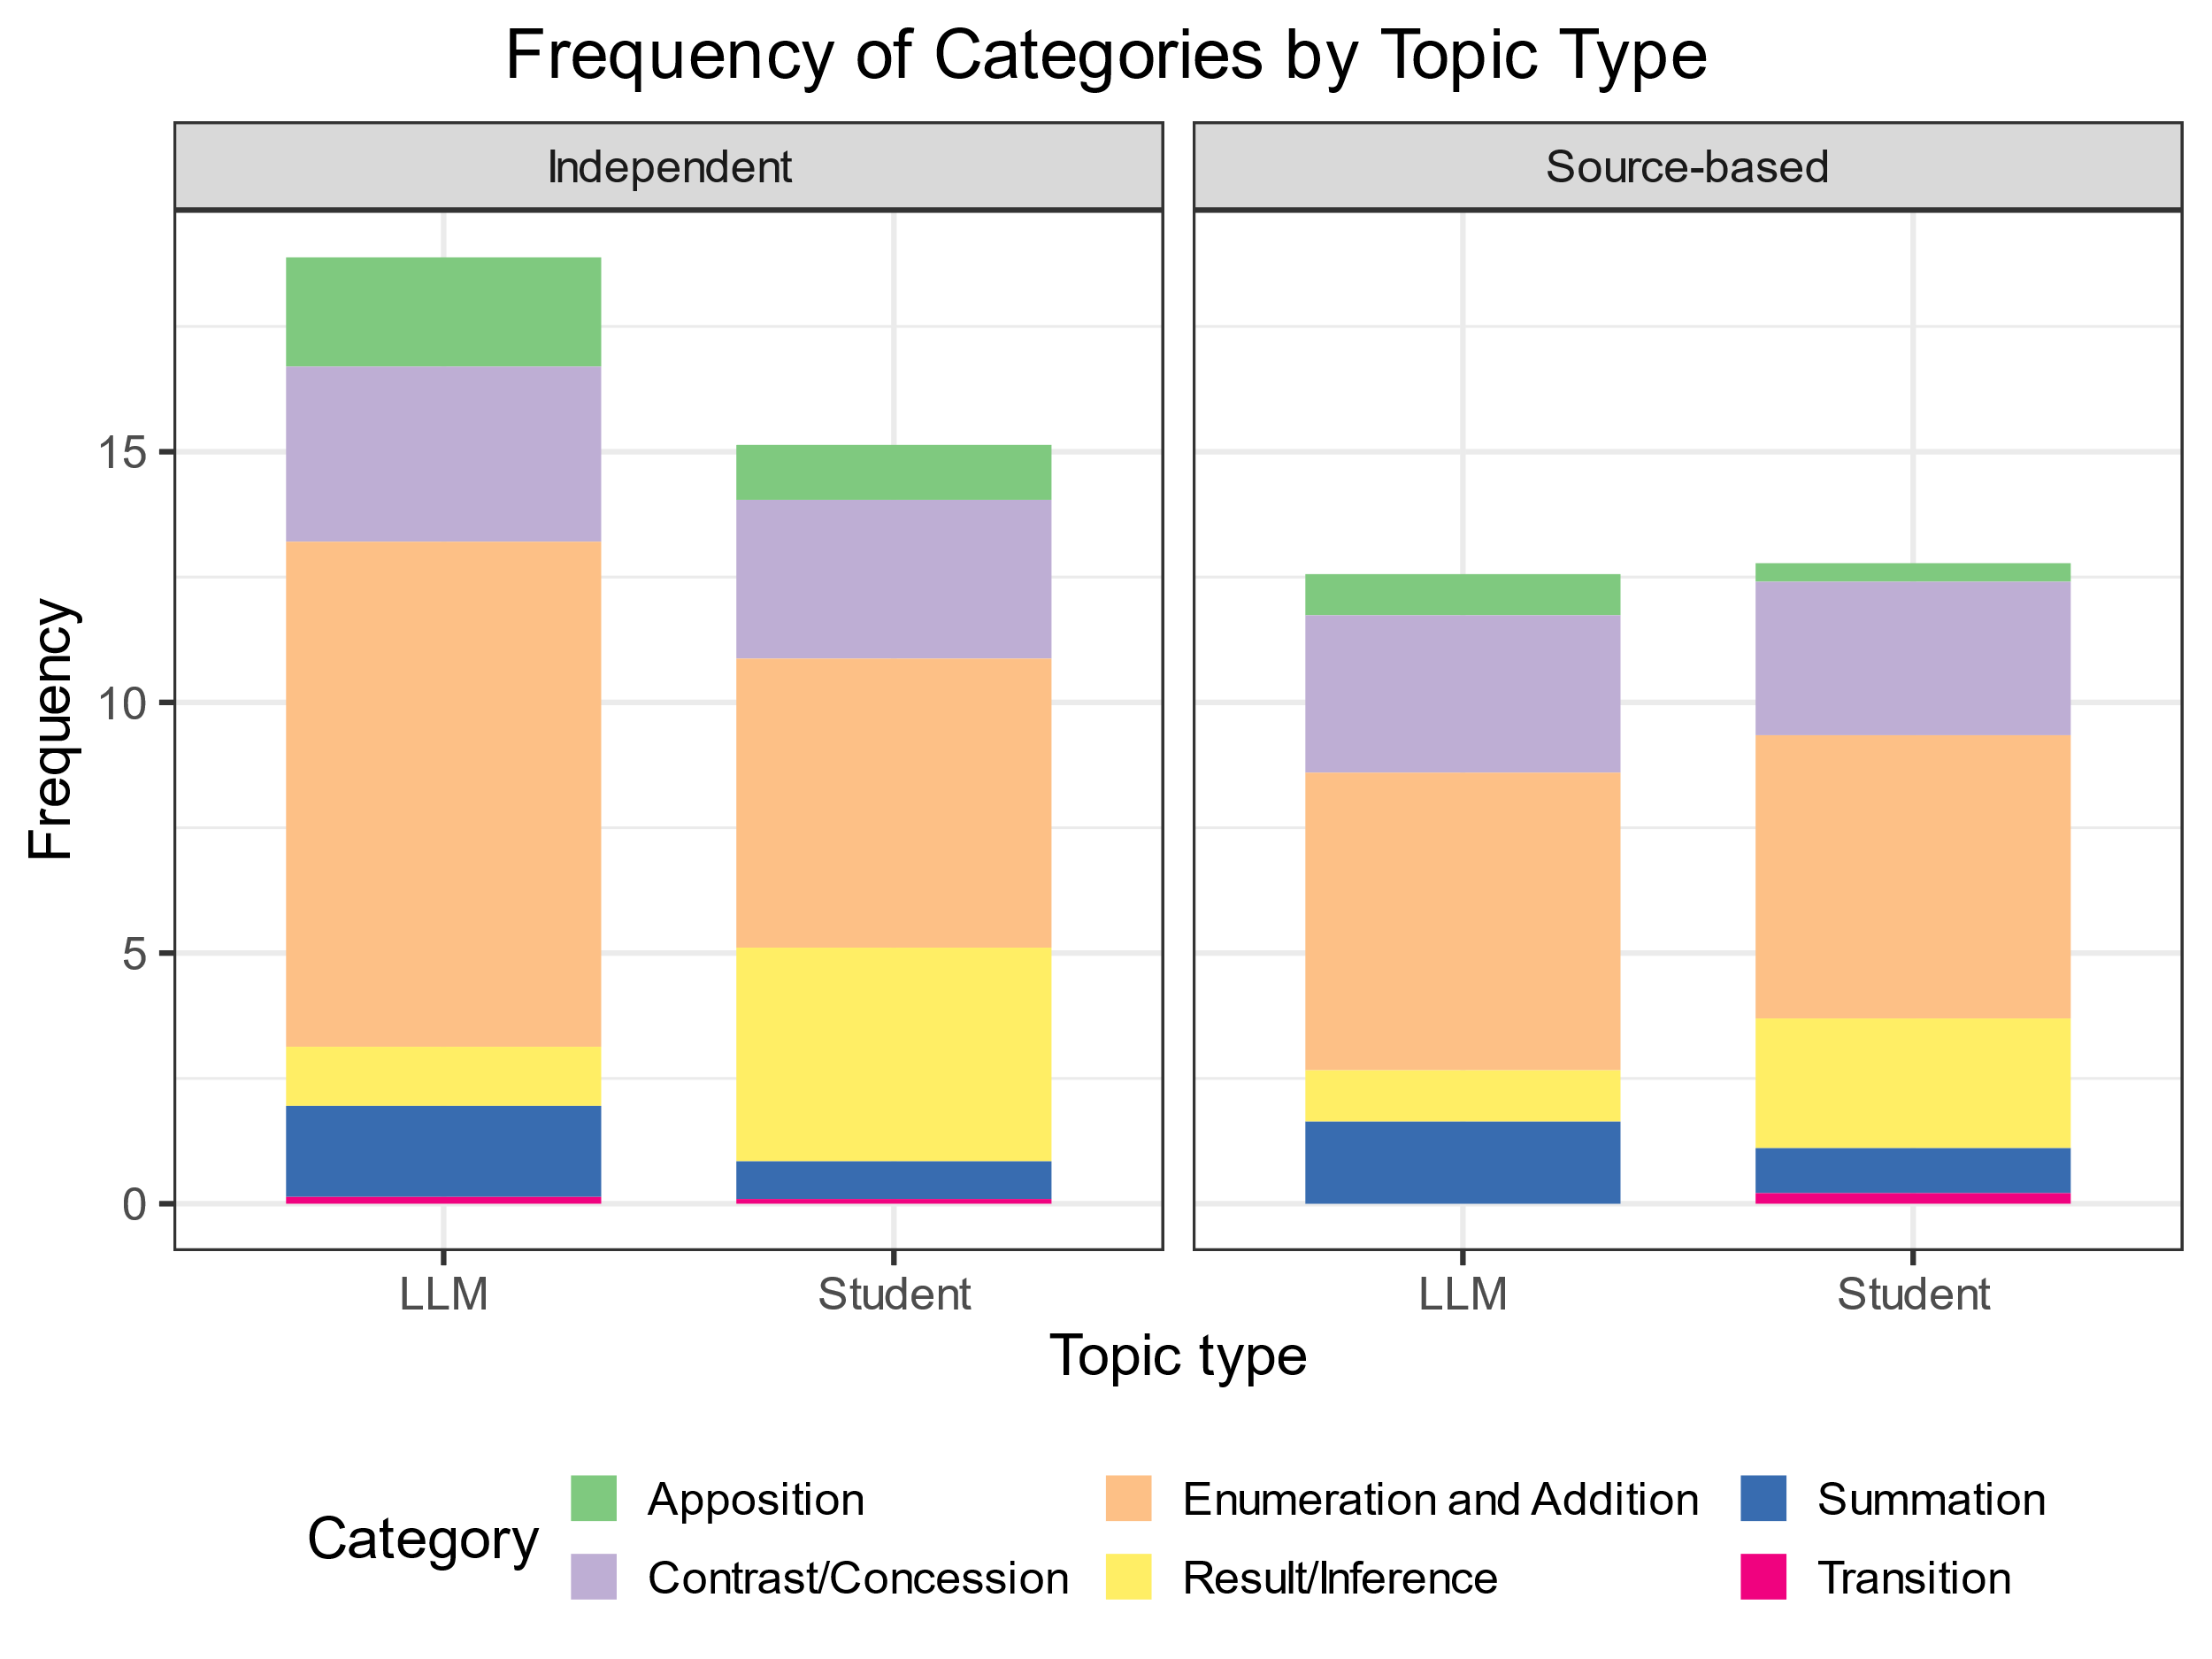 Frequency of Categories by Topic Type
Independent
Source-based
Frequency
15
10
5
0
LLM
Student
LLM
Student
Topic type
Category
Apposition
Enumeration and Addition
Summation
Contrast/Concession
Result/Inference
Transition